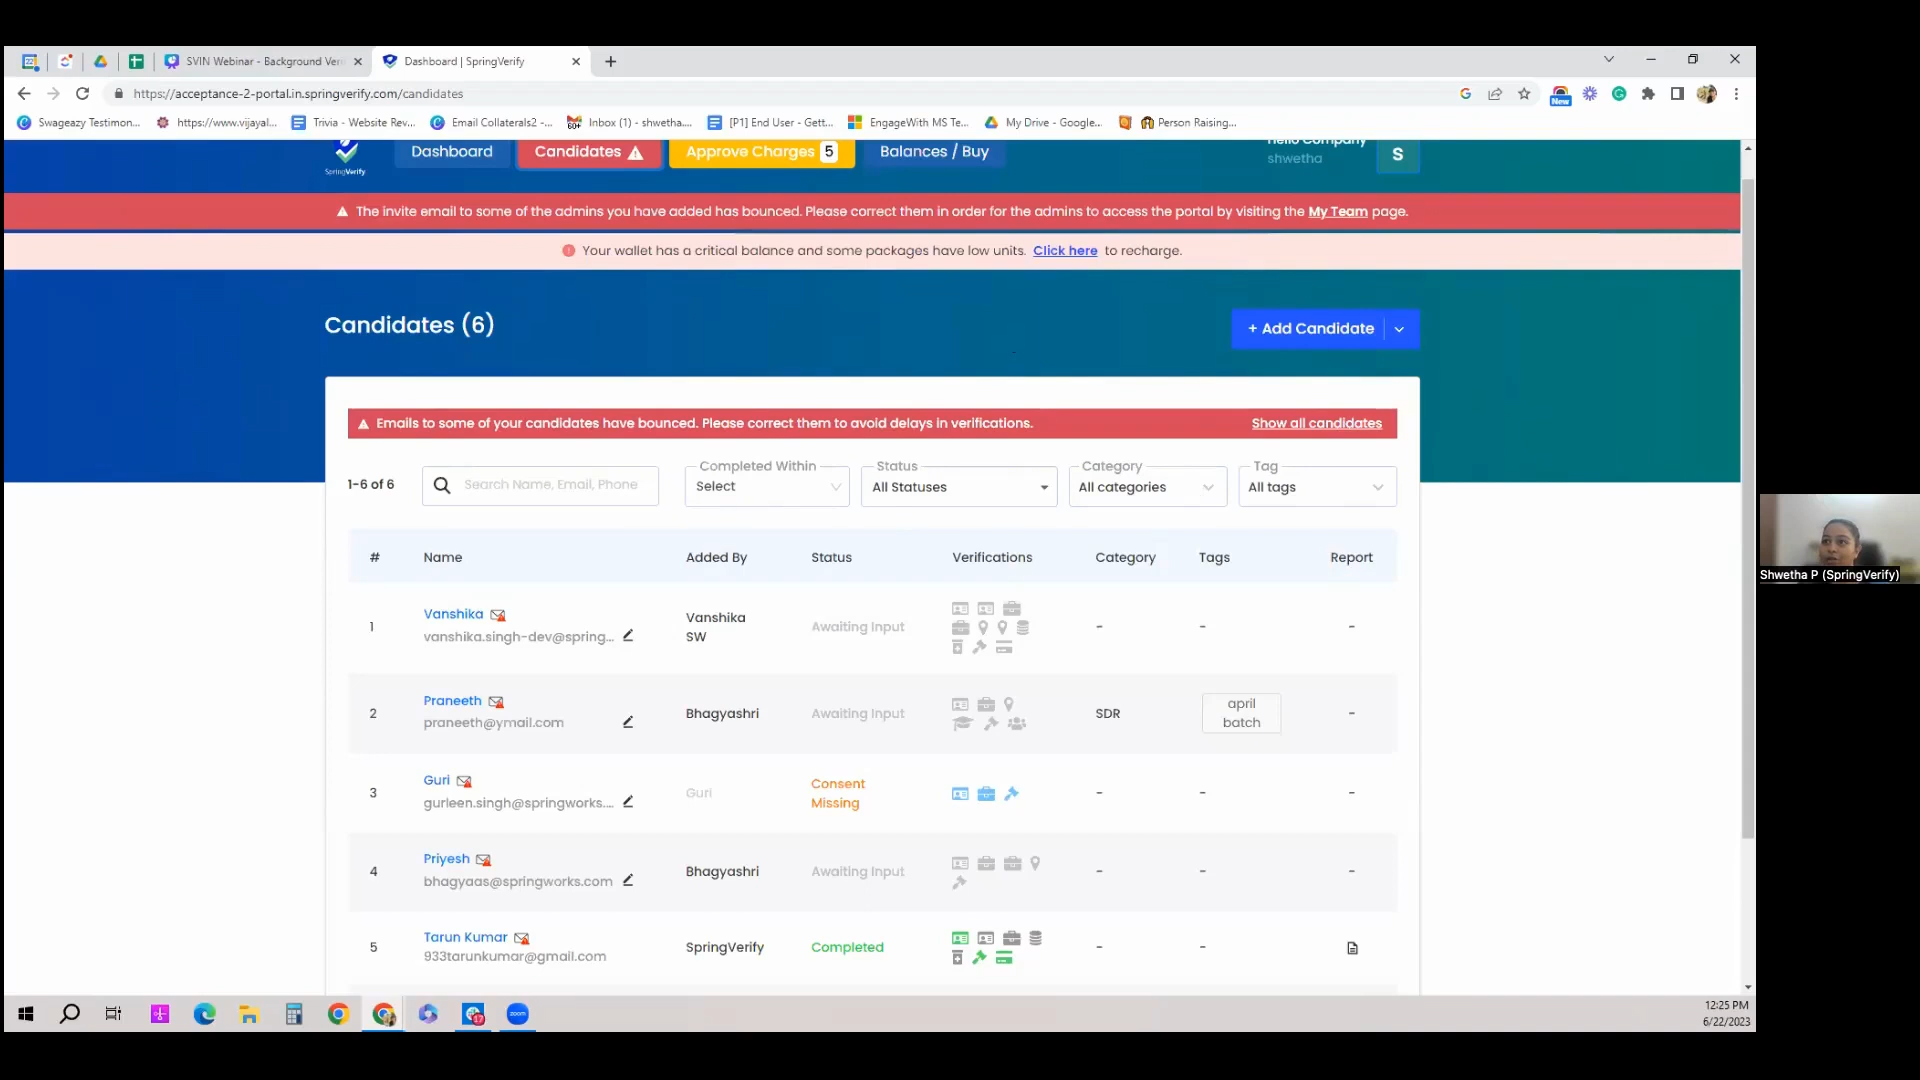 SVIN Webinar - Background Ver
Dashboard | SpringVerify
https://acceptance-2-portal.in.springverify.com/candidates
New
Swageazy Testimon...
https://www.vijayal...
Trivia - Website Rev...
Email Collaterals2 -...
Inbox (1) - shwetha....
[P1] End User - Gett...
EngageWith MS Te...
My Drive - Google...
Person Raising...
SpringVerify
Dashboard
Candidates
Approve Charges 5
Balances / Buy
Hello Company
shwetha
S
The invite email to some of the admins you have added has bounced. Please correct them in order for the admins to access the portal by visiting the My Team page.
Your wallet has a critical balance and some packages have low units. Click here to recharge.
Candidates (6)
+ Add Candidate
Emails to some of your candidates have bounced. Please correct them to avoid delays in verifications.
Show all candidates
1-6 of 6
Search Name, Email, Phone
Completed Within
Select
Status
All Statuses
Category
All categories
Tag
All tags
# Name Added By Status Verifications Category Tags Report
1
Vanshika
vanshika.singh-dev@spring...
Vanshika
SW
Awaiting Input
-
-
-
2
Praneeth
praneeth@ymail.com
Bhagyashri
Awaiting Input
SDR
april
batch
-
3
Guri
gurleen.singh@springworks....
Guri
Consent
Missing
-
-
-
4
Priyesh
bhagyaas@springworks.com
Bhagyashri
Awaiting Input
-
-
-
5
Tarun Kumar
933tarunkumar@gmail.com
SpringVerify
Completed
-
-
Shwetha P (SpringVerify)
17
zoom
12:25 PM
6/22/2023